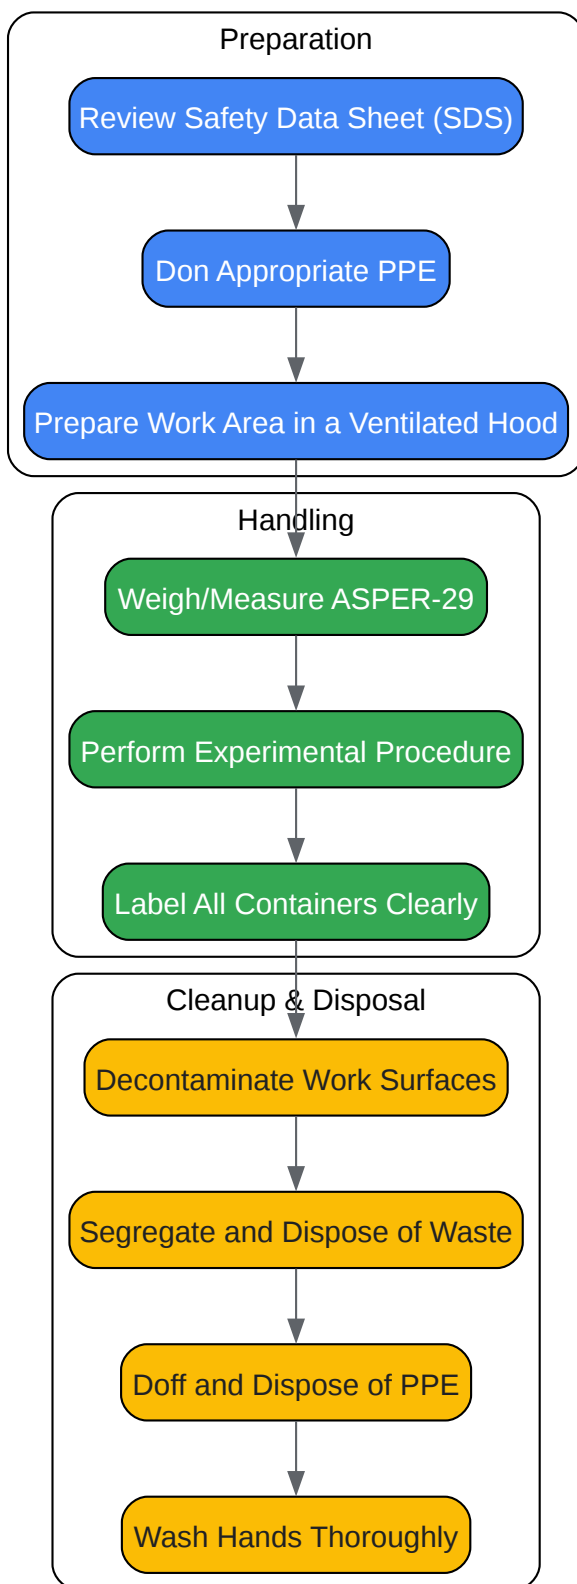 Preparation
Review Safety Data Sheet (SDS)
Don Appropriate PPE
Prepare Work Area in a Ventilated Hood
Handling
Weigh/Measure ASPER-29
Perform Experimental Procedure
Label All Containers Clearly
Cleanup & Disposal
Decontaminate Work Surfaces
Segregate and Dispose of Waste
Doff and Dispose of PPE
Wash Hands Thoroughly